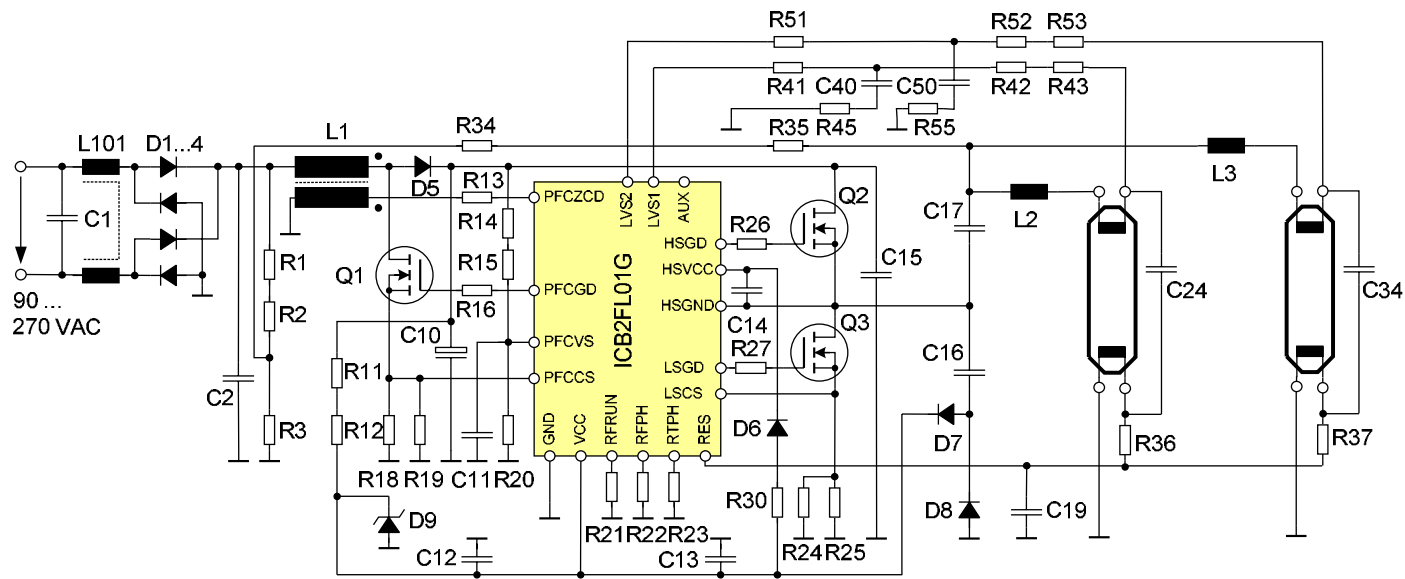 R51
R52 R53
R41
C40
C50
R42 R43
R45
R55
L1
R34
R35
L101
D1...4
L3
D5
R13
PFCZCD
LVS2
LVS1
AUX
Q2
C1
R14
R26
HSGD
C17
L2
R1
Q1
R15
ICB2FL01G
HSVCC
C15
C24
C34
90 ...
270 VAC
R2
R16
PFCGD
HSGND
C10
C14
Q3
PFCVS
R27
C16
C2
R11
PFCCS
LSGD
LSCS
R3
R12
GND
VCC
RFRUN
RFPH
RTPH
RES
D6
D7
R36
R37
R18 R19 C11 R20
R30
D8
C19
D9
R21 R22 R23
R24 R25
C12
C13